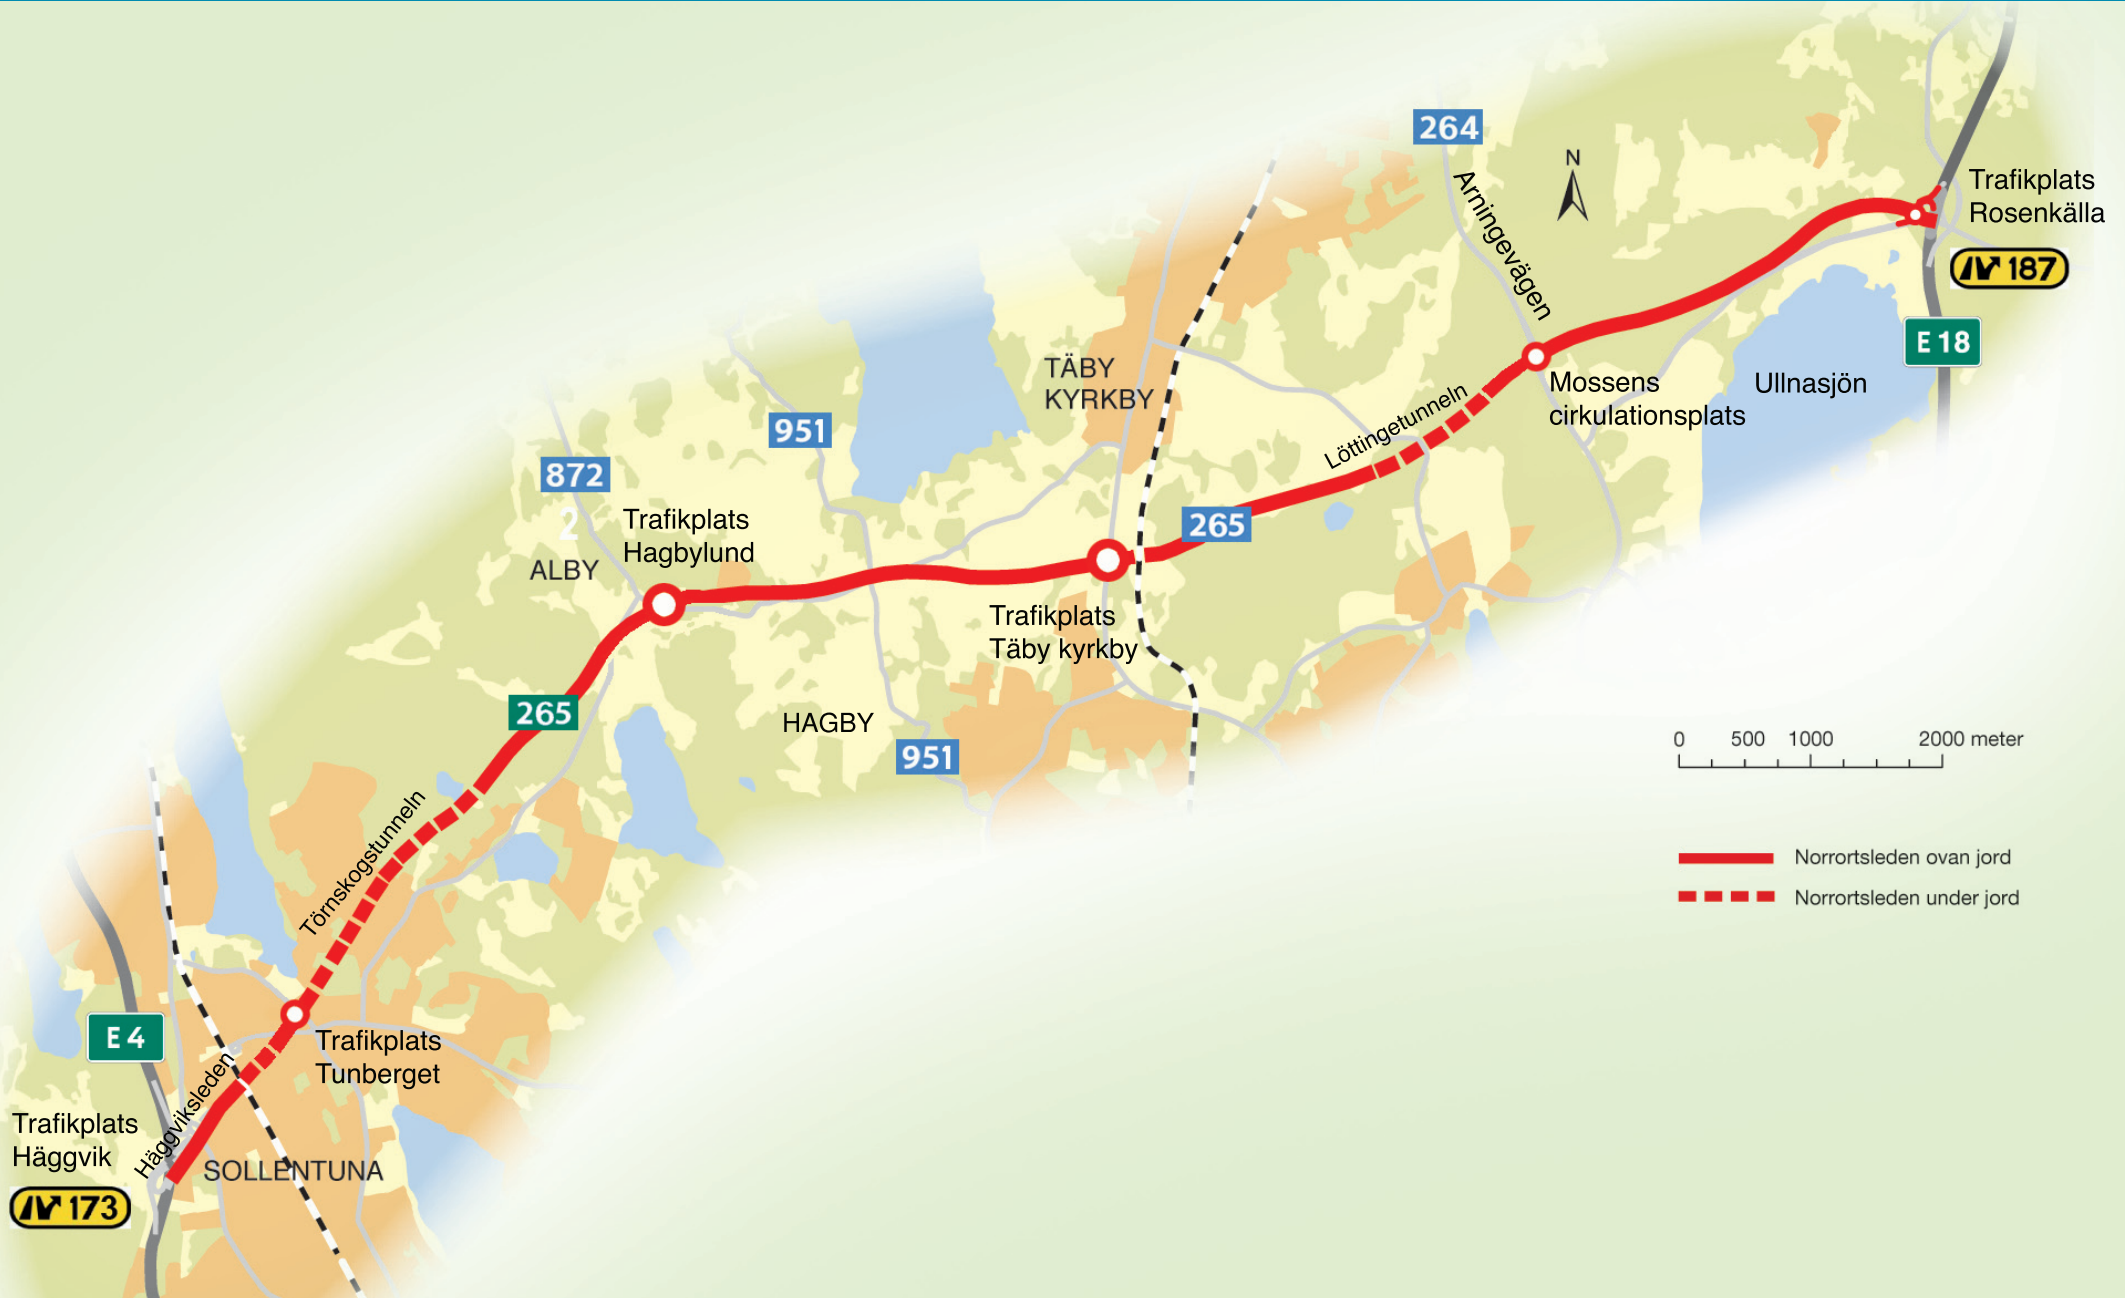 264
N
Arningevägen
Trafikplats
Rosenkälla
187
E 18
TÄBY
KYRKBY
Mossens
cirkulationsplats
Ullnasjön
Löttingetunneln
951
872
2
Trafikplats
Hagbylund
ALBY
265
Trafikplats
Täby kyrkby
265
HAGBY
951
0 500 1000 2000 meter
Norrortsleden ovan jord
Norrortsleden under jord
Törnskogstunneln
E 4
Trafikplats
Tunberget
Häggviksleden
Trafikplats
Häggvik
SOLLENTUNA
173